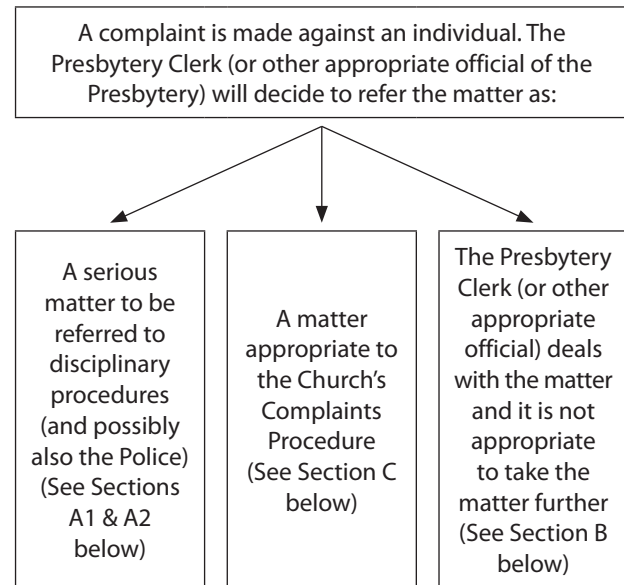 A complaint is made against an individual. The
Presbytery Clerk (or other appropriate official of the
Presbytery) will decide to refer the matter as:
A serious
matter to be
referred to
disciplinary
procedures
(and possibly
also the Police)
(See Sections
A1 & A2
below)
A matter
appropriate to
the Church’s
Complaints
Procedure
(See Section C
below)
The Presbytery
Clerk (or other
appropriate
official) deals
with the matter
and it is not
appropriate
to take the
matter further
(See Section B
below)